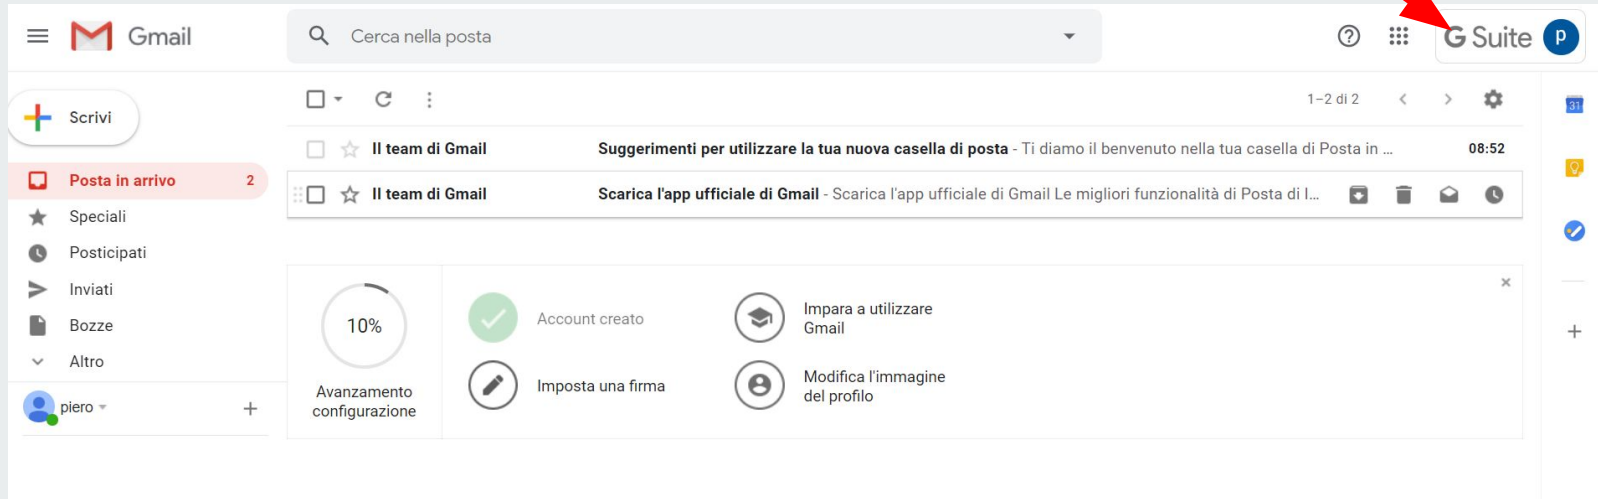 Gmail
Cerca nella posta
G Suite
p
Scrivi
1–2 di 2
31
Il team di Gmail Suggerimenti per utilizzare la tua nuova casella di posta - Ti diamo il benvenuto nella tua casella di Posta in ... 08:52
Posta in arrivo 2
Il team di Gmail Scarica l'app ufficiale di Gmail - Scarica l'app ufficiale di Gmail Le migliori funzionalità di Posta di I...
Speciali
Posticipati
Inviati
Bozze
Altro
piero
10%
Avanzamento
configurazione
Account creato
Imposta una firma
Impara a utilizzare
Gmail
Modifica l'immagine
del profilo